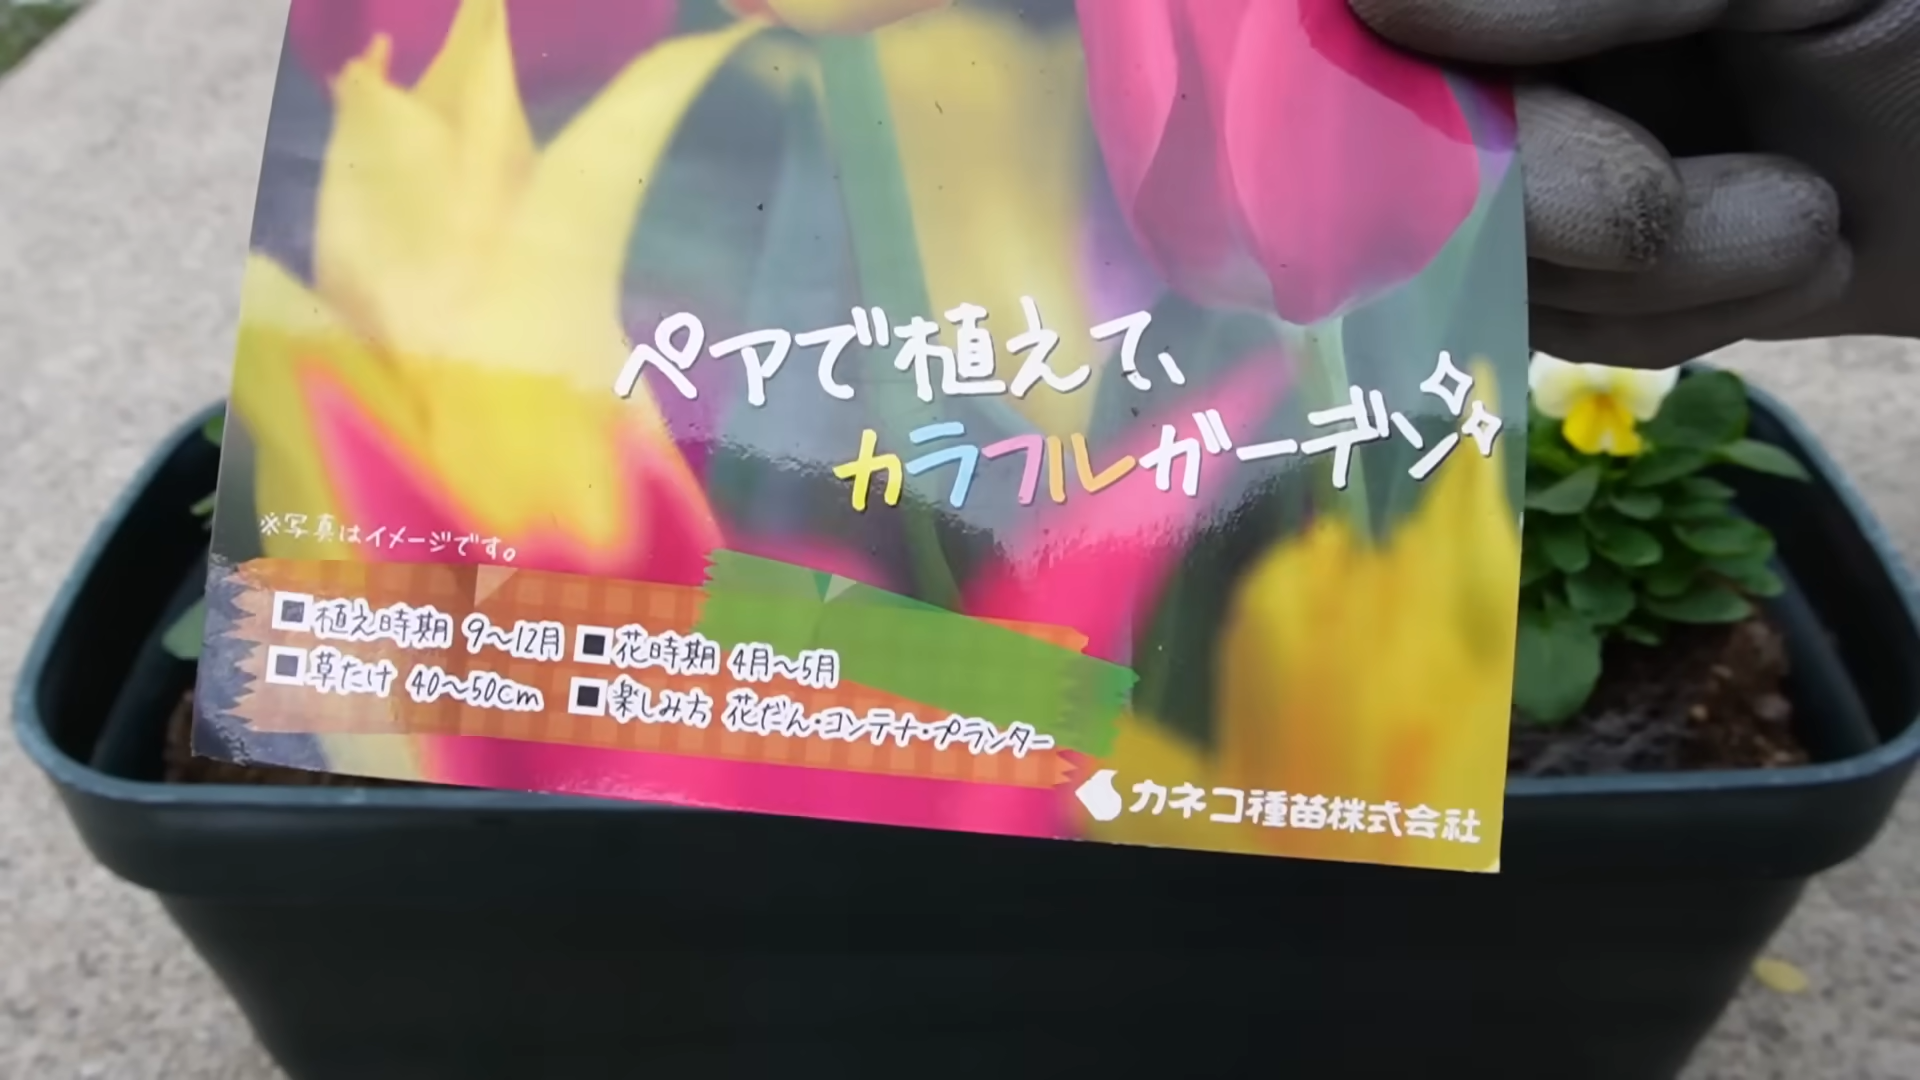 ペアで植えて、
カラフルガーデン
※写真はイメージです。
■植え時期 9〜12月 ■花時期 4月〜5月
■草たけ 40〜50cm ■楽しみ方 花だん・コンテナ・プランター
カネコ種苗株式会社